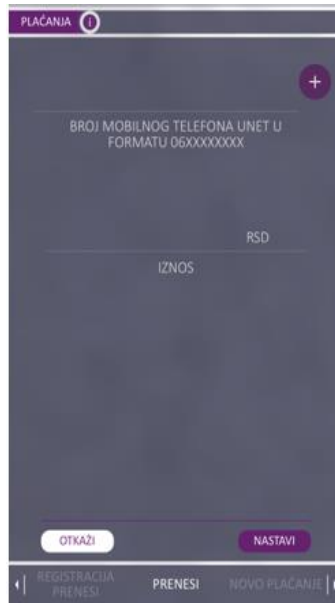 PLAĆANJA i
+
BROJ MOBILNOG TELEFONA UNET U
FORMATU 06XXXXXXXX
RSD
IZNOS
OTKAŽI
NASTAVI
REGISTRACIJA
PRENESI
PRENESI
NOVO PLAĆANJE